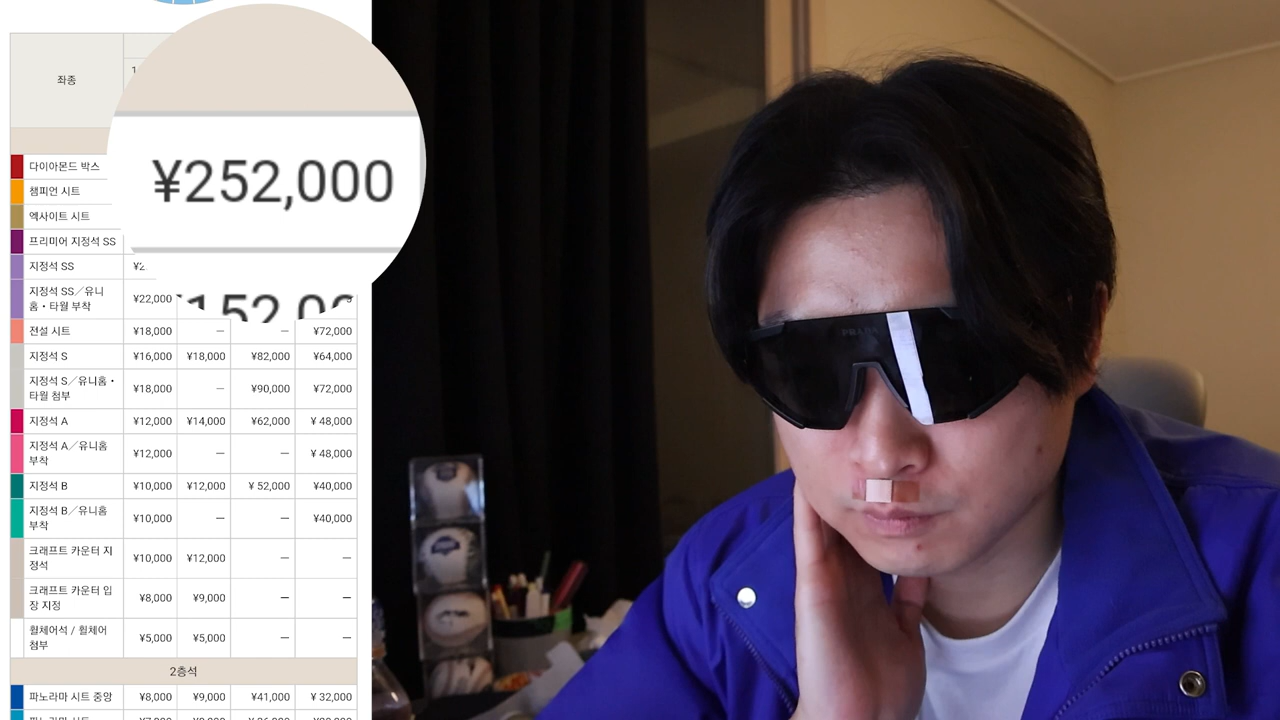 좌종
¥252,000
다이아몬드 박스
챔피언 시트
엑사이트 시트
프리미어 지정석 SS
지정석 SS
지정석 SS／유니
홈・타월 부착
¥22,000
전설 시트 ¥18,000 — — ¥72,000
지정석 S ¥16,000 ¥18,000 ¥82,000 ¥64,000
지정석 S／유니홈・
타월 첨부
¥18,000 — ¥90,000 ¥72,000
지정석 A ¥12,000 ¥14,000 ¥62,000 ¥ 48,000
지정석 A／유니홈
부착
¥12,000 — — ¥ 48,000
지정석 B ¥10,000 ¥12,000 ¥ 52,000 ¥40,000
지정석 B／유니홈
부착
¥10,000 — — ¥40,000
크래프트 카운터 지
정석
¥10,000 ¥12,000 — —
크래프트 카운터 입
장 지정
¥8,000 ¥9,000 — —
휠체어석 / 휠체어
첨부
¥5,000 ¥5,000 — —
2층석
파노라마 시트 중앙 ¥8,000 ¥9,000 ¥41,000 ¥ 32,000
PRADA